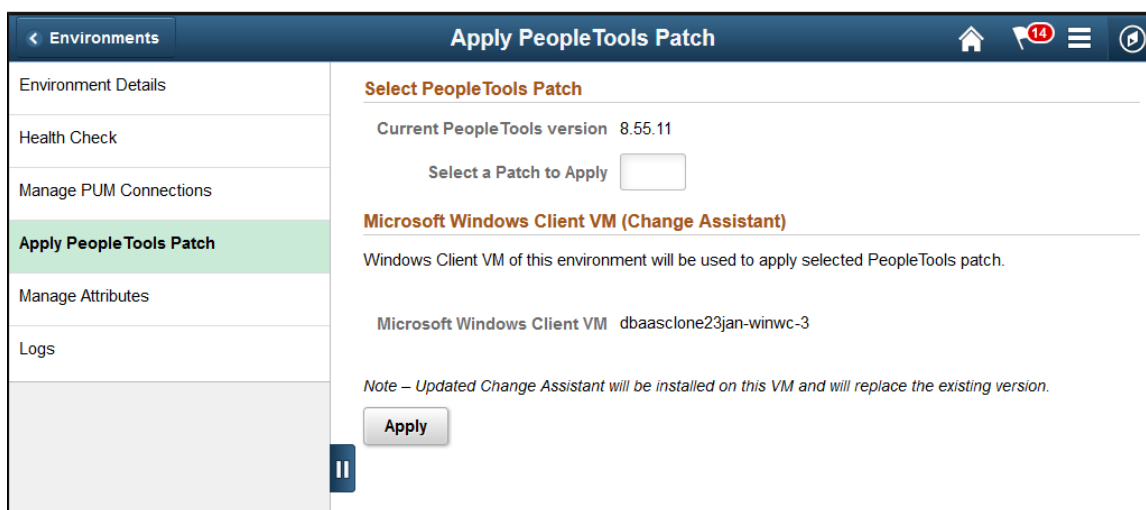 Environments
Apply PeopleTools Patch
14
Environment Details
Health Check
Manage PUM Connections
Apply PeopleTools Patch
Manage Attributes
Logs
Select PeopleTools Patch
Current PeopleTools version 8.55.11
Select a Patch to Apply
Microsoft Windows Client VM (Change Assistant)
Windows Client VM of this environment will be used to apply selected PeopleTools patch.
Microsoft Windows Client VM dbaasclone23jan-winwc-3
Note – Updated Change Assistant will be installed on this VM and will replace the existing version.
Apply